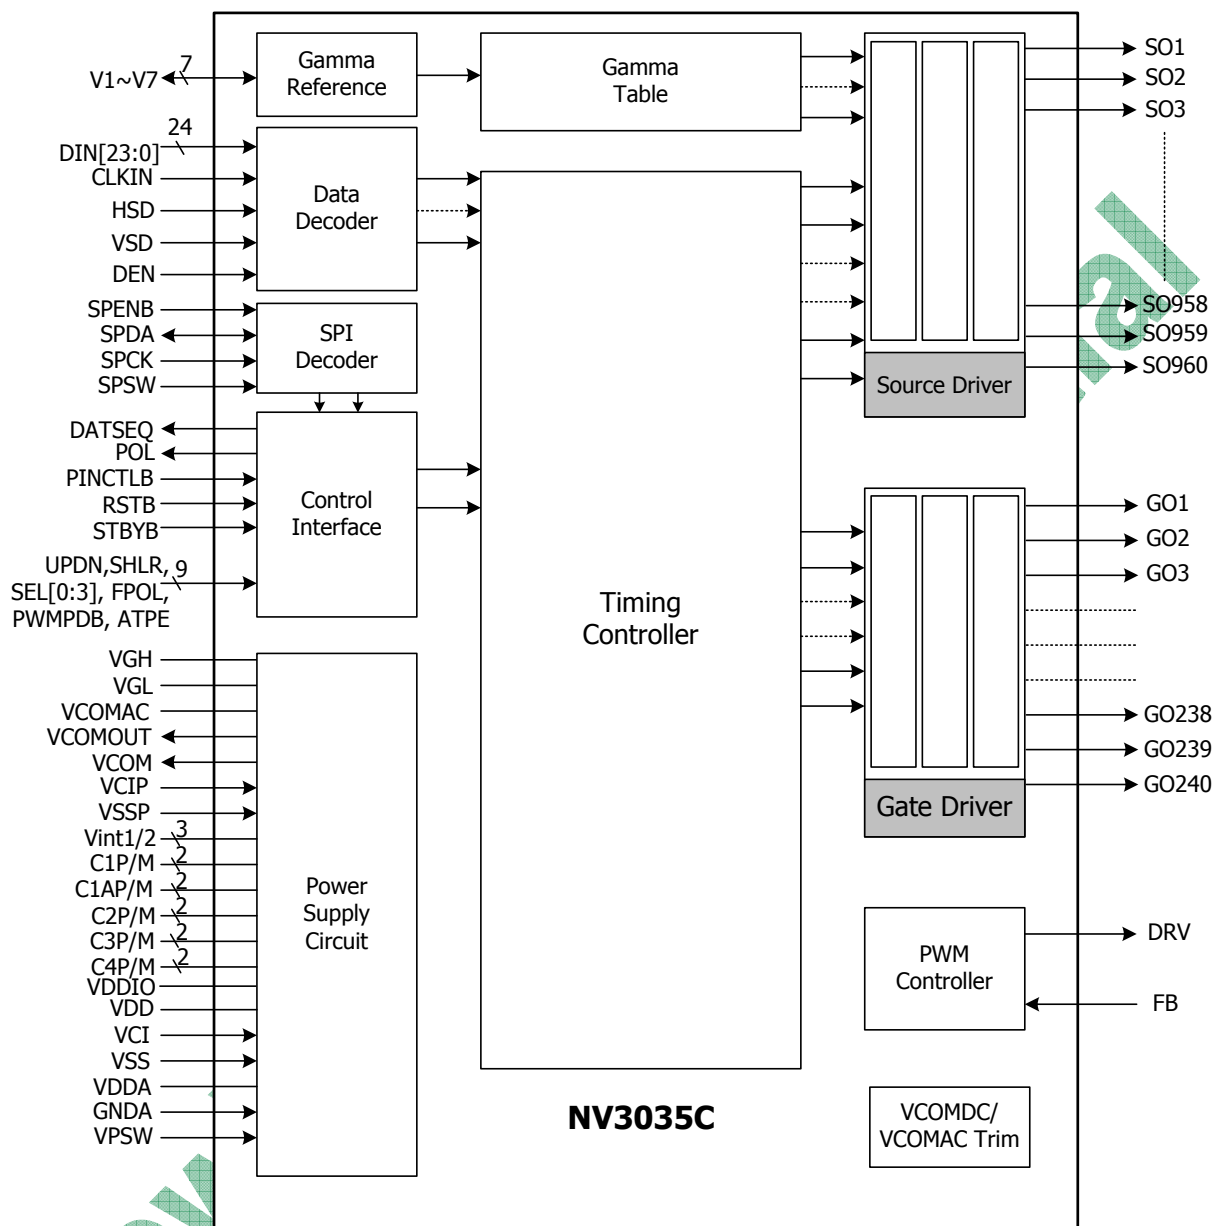 V1~V7
7
Gamma
Reference
Gamma
Table
SO1
SO2
SO3
24
DIN[23:0]
CLKIN
HSD
VSD
DEN
Data
Decoder
SPENB
SPDA
SPCK
SPSW
SPI
Decoder
SO958
SO959
SO960
Source Driver
DATSEQ
POL
PINCTLB
RSTB
STBYB
UPDN,SHLR,
SEL[0:3], FPOL,
PWMPDB, ATPE
9
Control
Interface
Timing
Controller
GO1
GO2
GO3
GO238
GO239
GO240
Gate Driver
VGH
VGL
VCOMAC
VCOMOUT
VCOM
VCIP
VSSP
Vint1/2
3
C1P/M
2
C1AP/M
2
C2P/M
2
C3P/M
2
C4P/M
2
VDDIO
VDD
VCI
VSS
VDDA
GNDA
VPSW
Power
Supply
Circuit
PWM
Controller
DRV
FB
NV3035C
VCOMDC/
VCOMAC Trim